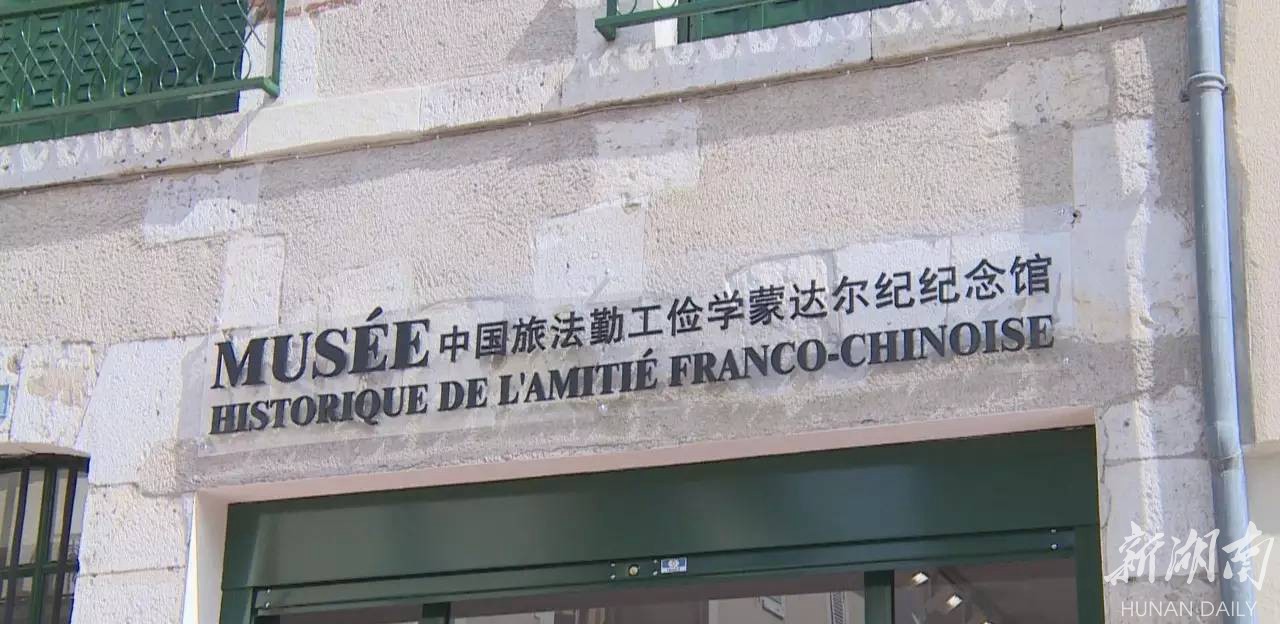 MUSÉE 中国旅法勤工俭学蒙达尔纪纪念馆
HISTORIQUE DE L'AMITIÉ FRANCO-CHINOISE
新湖南
HUNAN DAILY